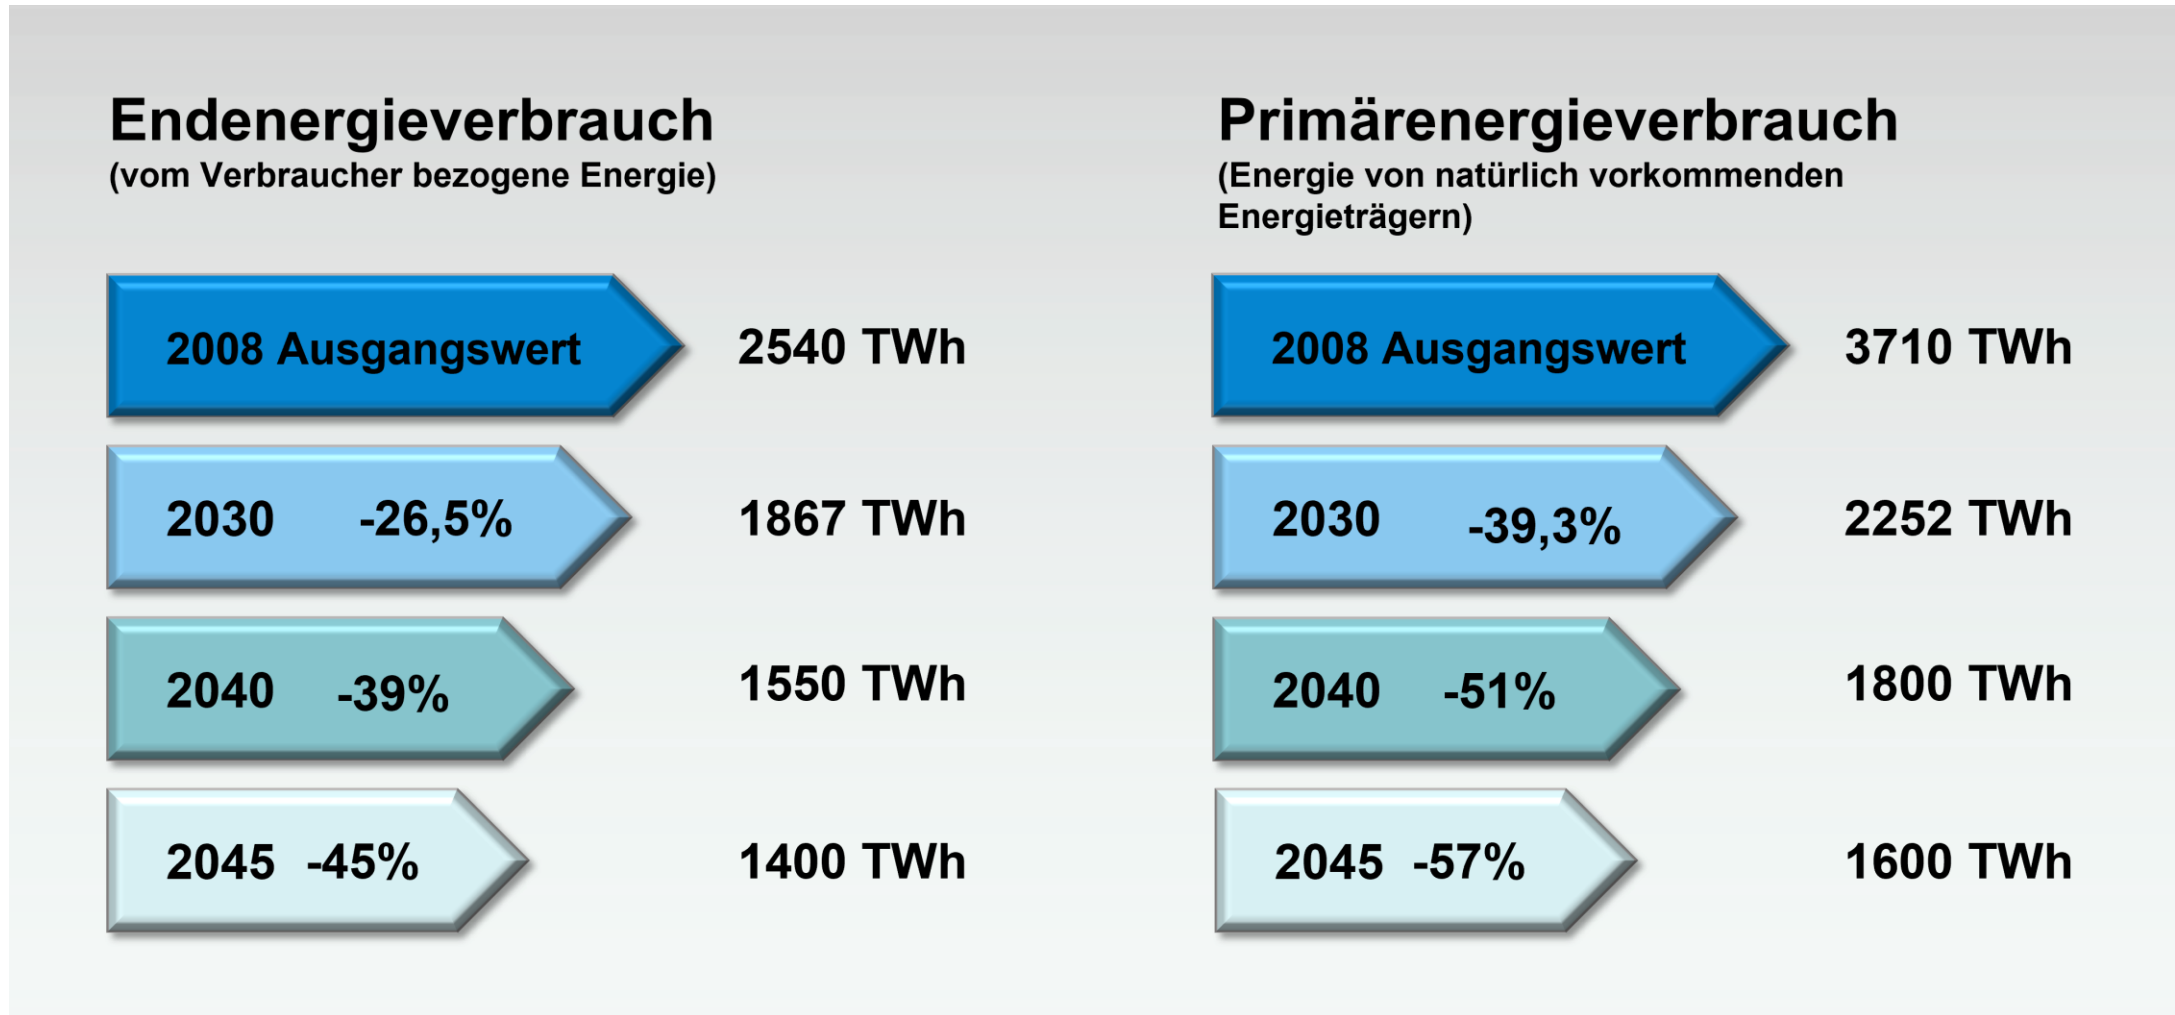 Endenergieverbrauch
(vom Verbraucher bezogene Energie)
2008 Ausgangswert 2540 TWh
2030 -26,5% 1867 TWh
2040 -39% 1550 TWh
2045 -45% 1400 TWh
Primärenergieverbrauch
(Energie von natürlich vorkommenden
Energieträgern)
2008 Ausgangswert 3710 TWh
2030 -39,3% 2252 TWh
2040 -51% 1800 TWh
2045 -57% 1600 TWh